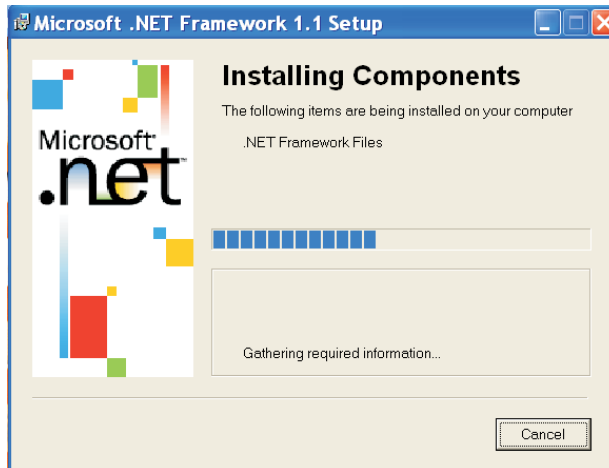 Microsoft .NET Framework 1.1 Setup
Installing Components
The following items are being installed on your computer
.NET Framework Files
Microsoft
.net
Gathering required information...
Cancel